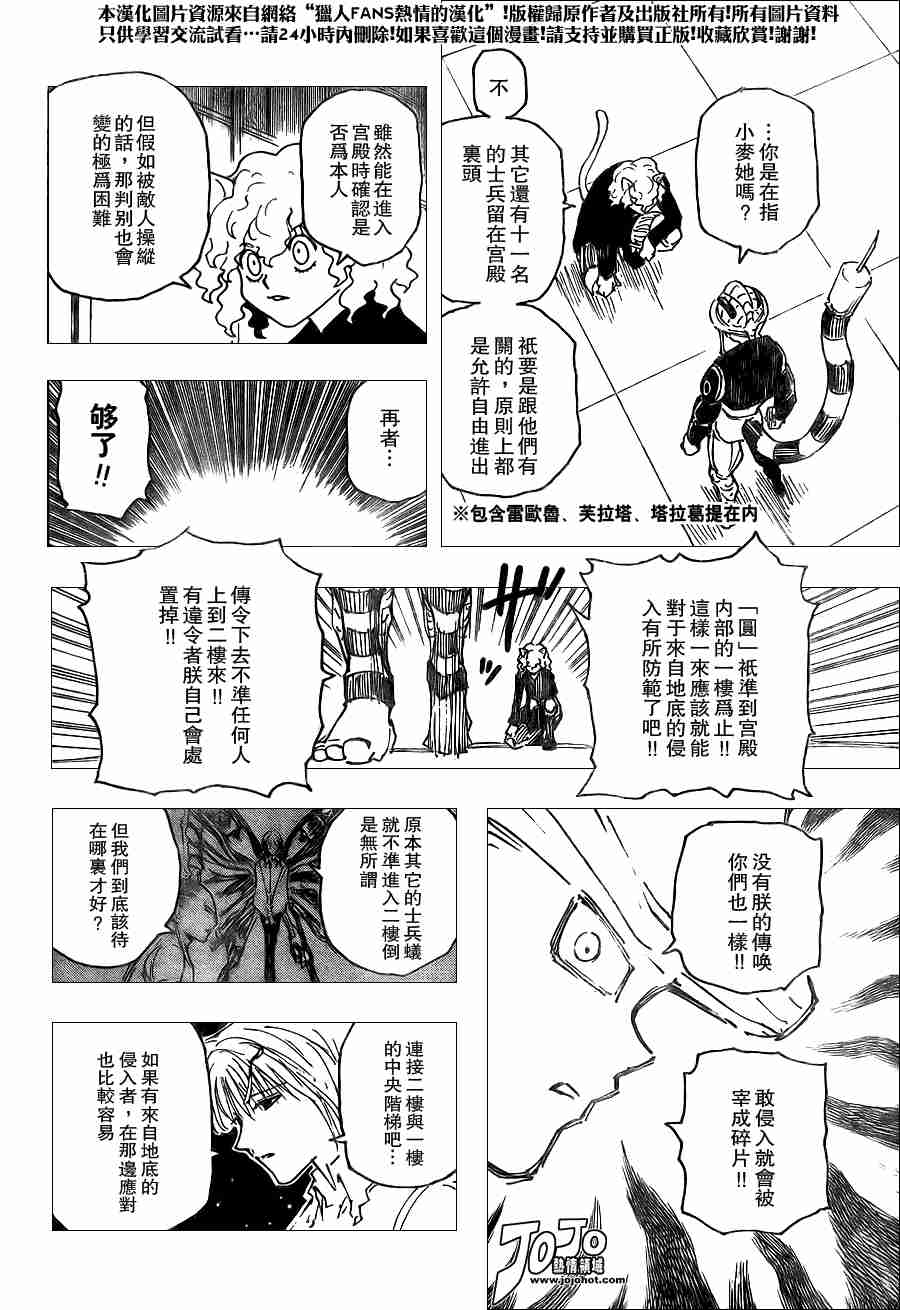 本漢化圖片資源來自網絡“獵人FANS熱情的漢化”!版權歸原作者及出版社所有!所有圖片資料
只供學習交流試看…請24小時內刪除!如果喜歡這個漫畫!請支持並購買正版!收藏欣賞!謝謝!
…你是在指
小麥她嗎？
不
其它還有十一名
的士兵留在宮殿
裏頭
衹要是跟他們有
關的，原則上都
是允許自由進出
※包含雷歐魯、芙拉塔、塔拉葛提在内
雖然能在進入
宮殿時確認是
否爲本人
但假如被敵人操縱
的話，那判别也會
變的極爲困難
再者…
够了!!
「圓」衹準到宮殿
内部的一樓爲止!!
這樣一來應該就能
對于來自地底的侵
入有所防範了吧!!
傳令下去不準任何人
上到二樓來!!
有違令者朕自己會處
置掉!!
没有朕的傳喚
你們也一樣!!
敢侵入就會被
宰成碎片!!
原本其它的士兵蟻
就不準進入二樓倒
是無所謂
但我們到底該待
在哪裏才好？
連接二樓與一樓
的中央階梯吧…
如果有來自地底的
侵入者，在那邊應對
也比較容易
JOJO
熱情領域
www.jojohot.com